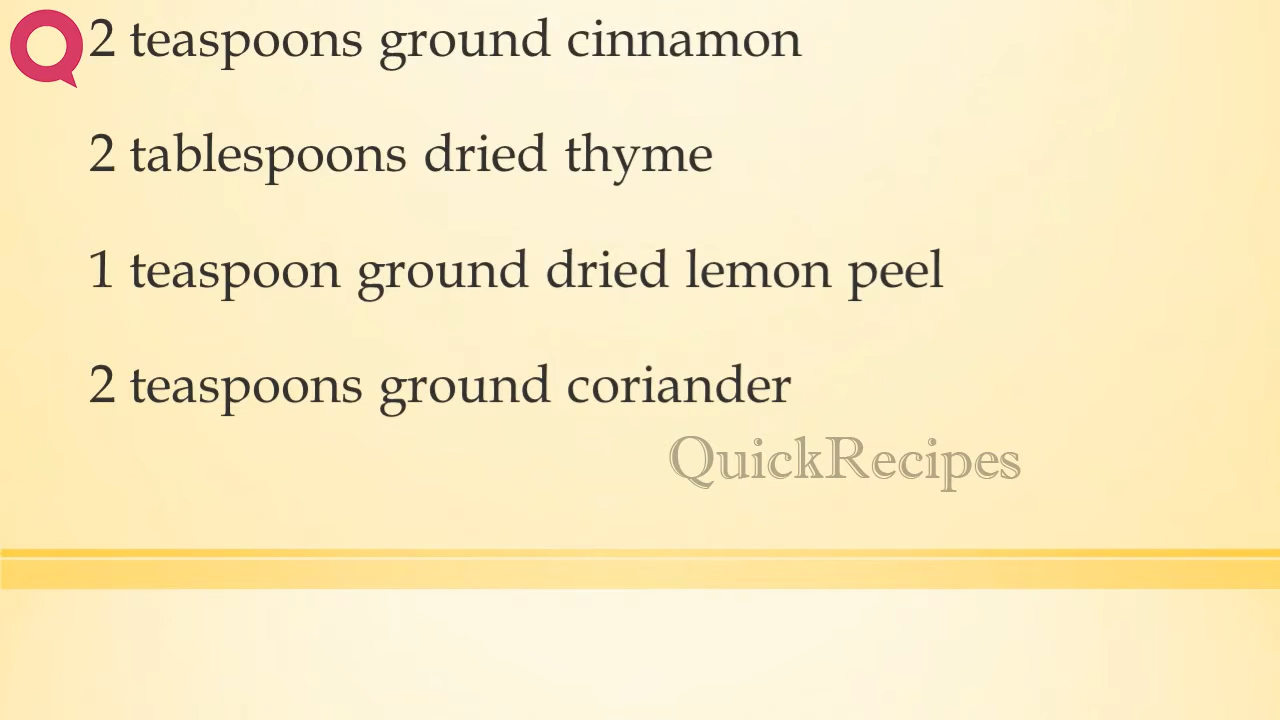 2 teaspoons ground cinnamon
2 tablespoons dried thyme
1 teaspoon ground dried lemon peel
2 teaspoons ground coriander
QuickRecipes